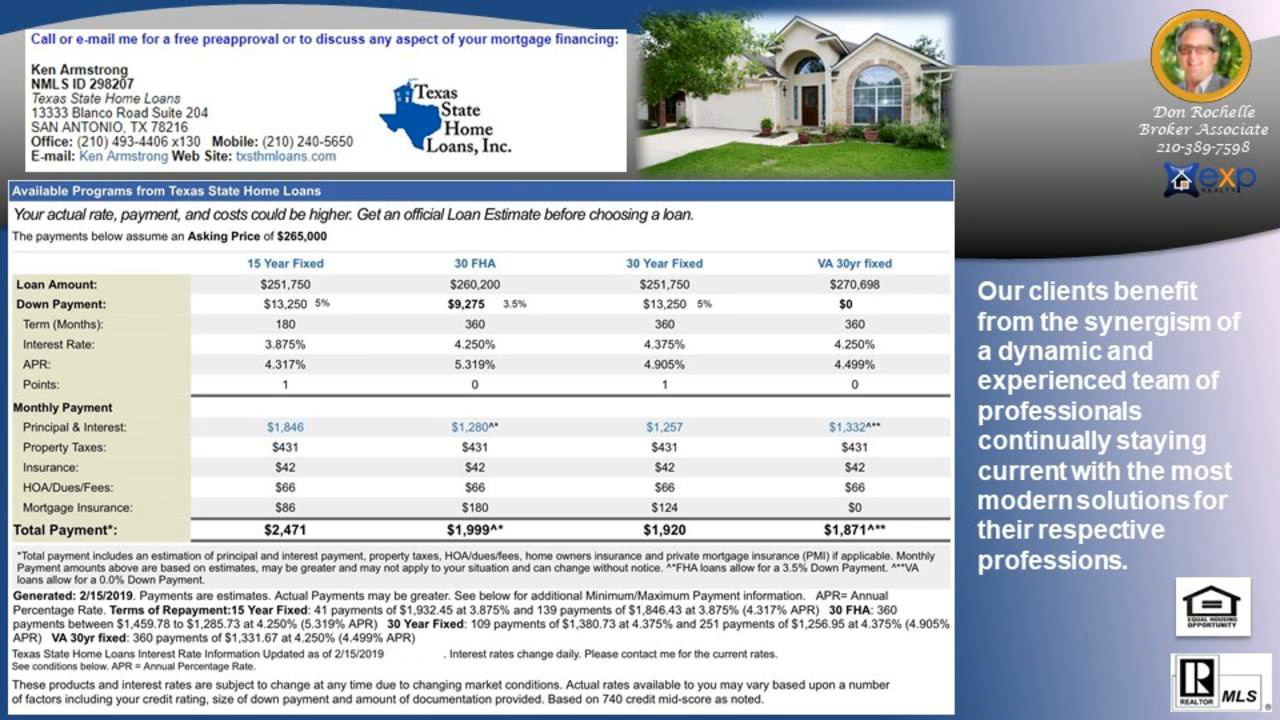 Call or e-mail me for a free preapproval or to discuss any aspect of your mortgage financing:
Ken Armstrong
NMLS ID 298207
Texas State Home Loans
13333 Blanco Road Suite 204
SAN ANTONIO, TX 78216
Office: (210) 493-4406 x130 Mobile: (210) 240-5650
E-mail: Ken Armstrong Web Site: txsthmloans.com
Texas
State
Home
Loans, Inc.
Don Rochelle
Broker Associate
210-389-7598
exp
REALTY
Available Programs from Texas State Home Loans
Your actual rate, payment, and costs could be higher. Get an official Loan Estimate before choosing a loan.
The payments below assume an Asking Price of $265,000
15 Year Fixed 30 FHA 30 Year Fixed VA 30yr fixed
Loan Amount: $251,750 $260,200 $251,750 $270,698
Down Payment: $13,250 5% $9,275 3.5% $13,250 5% $0
Term (Months): 180 360 360 360
Interest Rate: 3.875% 4.250% 4.375% 4.250%
APR: 4.317% 5.319% 4.905% 4.499%
Points: 1 0 1 0
Monthly Payment
Principal & Interest: $1,846 $1,280^* $1,257 $1,332^**
Property Taxes: $431 $431 $431 $431
Insurance: $42 $42 $42 $42
HOA/Dues/Fees: $66 $66 $66 $66
Mortgage Insurance: $86 $180 $124 $0
Total Payment*: $2,471 $1,999^* $1,920 $1,871^**
*Total payment includes an estimation of principal and interest payment, property taxes, HOA/dues/fees, home owners insurance and private mortgage insurance (PMI) if applicable. Monthly
Payment amounts above are based on estimates, may be greater and may not apply to your situation and can change without notice. ^*FHA loans allow for a 3.5% Down Payment. ^**VA
loans allow for a 0.0% Down Payment.
Generated: 2/15/2019. Payments are estimates. Actual Payments may be greater. See below for additional Minimum/Maximum Payment information. APR= Annual
Percentage Rate. Terms of Repayment:15 Year Fixed: 41 payments of $1,932.45 at 3.875% and 139 payments of $1,846.43 at 3.875% (4.317% APR) 30 FHA: 360
payments between $1,459.78 to $1,285.73 at 4.250% (5.319% APR) 30 Year Fixed: 109 payments of $1,380.73 at 4.375% and 251 payments of $1,256.95 at 4.375% (4.905%
APR) VA 30yr fixed: 360 payments of $1,331.67 at 4.250% (4.499% APR)
Texas State Home Loans Interest Rate Information Updated as of 2/15/2019 . Interest rates change daily. Please contact me for the current rates.
See conditions below. APR = Annual Percentage Rate.
These products and interest rates are subject to change at any time due to changing market conditions. Actual rates available to you may vary based upon a number
of factors including your credit rating, size of down payment and amount of documentation provided. Based on 740 credit mid-score as noted.
Our clients benefit
from the synergism of
a dynamic and
experienced team of
professionals
continually staying
current with the most
modern solutions for
their respective
professions.
EQUAL HOUSING
OPPORTUNITY
REALTOR MLS ®